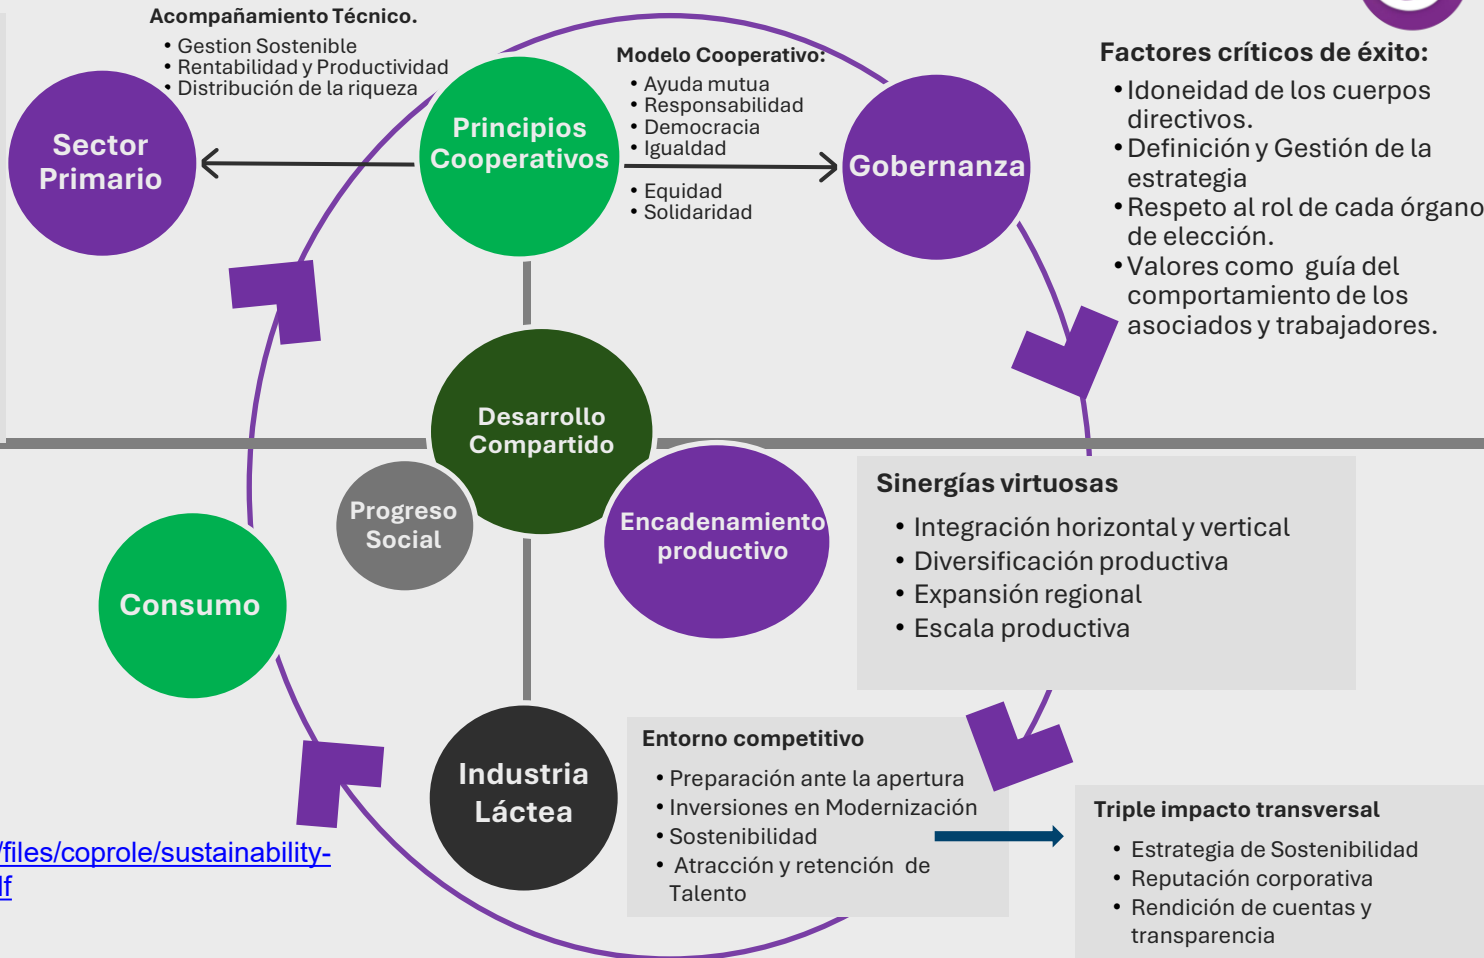 Acompañamiento Técnico.
• Gestion Sostenible
• Rentabilidad y Productividad
• Distribución de la riqueza
Sector
Primario
Principios
Cooperativos
Modelo Cooperativo:
• Ayuda mutua
• Responsabilidad
• Democracia
• Igualdad
• Equidad
• Solidaridad
Gobernanza
Factores críticos de éxito:
• Idoneidad de los cuerpos
directivos.
• Definición y Gestión de la
estrategia
• Respeto al rol de cada órgano
de elección.
• Valores como guía del
comportamiento de los
asociados y trabajadores.
Desarrollo
Compartido
Progreso
Social
Encadenamiento
productivo
Sinergías virtuosas
• Integración horizontal y vertical
• Diversificación productiva
• Expansión regional
• Escala productiva
Consumo
Industria
Láctea
Entorno competitivo
• Preparación ante la apertura
• Inversiones en Modernización
• Sostenibilidad
• Atracción y retención de
Talento
Triple impacto transversal
• Estrategia de Sostenibilidad
• Reputación corporativa
• Rendición de cuentas y
transparencia
/files/coprole/sustainability-